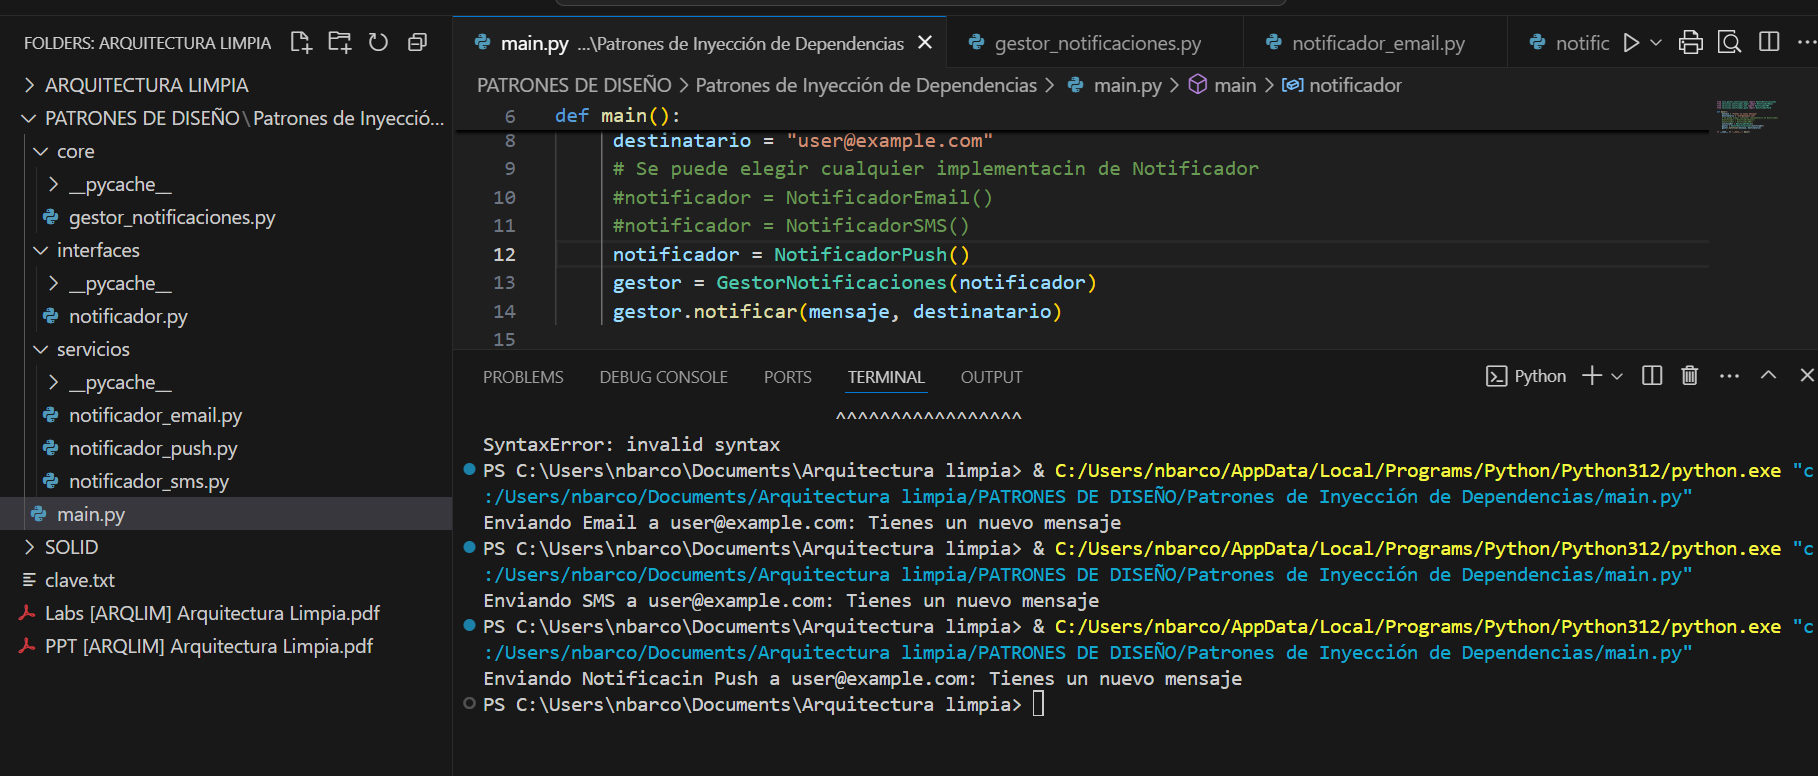 FOLDERS: ARQUITECTURA LIMPIA
ARQUITECTURA LIMPIA
PATRONES DE DISEÑO\Patrones de Inyecció...
core
__pycache__
gestor_notificaciones.py
interfaces
__pycache__
notificador.py
servicios
__pycache__
notificador_email.py
notificador_push.py
notificador_sms.py
main.py
SOLID
clave.txt
Labs [ARQLIM] Arquitectura Limpia.pdf
PPT [ARQLIM] Arquitectura Limpia.pdf
main.py ...\Patrones de Inyección de Dependencias
gestor_notificaciones.py
notificador_email.py
notific
PATRONES DE DISEÑO > Patrones de Inyección de Dependencias > main.py > main > notificador
6 def main():
8 destinatario = "user@example.com"
9 # Se puede elegir cualquier implementacin de Notificador
10 #notificador = NotificadorEmail()
11 #notificador = NotificadorSMS()
12 notificador = NotificadorPush()
13 gestor = GestorNotificaciones(notificador)
14 gestor.notificar(mensaje, destinatario)
15
PROBLEMS DEBUG CONSOLE PORTS TERMINAL OUTPUT
Python
^^^^^^^^^^^^^^^^^
SyntaxError: invalid syntax
PS C:\Users\nbarco\Documents\Arquitectura limpia> & C:/Users/nbarco/AppData/Local/Programs/Python/Python312/python.exe "c
:/Users/nbarco/Documents/Arquitectura limpia/PATRONES DE DISEÑO/Patrones de Inyección de Dependencias/main.py"
Enviando Email a user@example.com: Tienes un nuevo mensaje
PS C:\Users\nbarco\Documents\Arquitectura limpia> & C:/Users/nbarco/AppData/Local/Programs/Python/Python312/python.exe "c
:/Users/nbarco/Documents/Arquitectura limpia/PATRONES DE DISEÑO/Patrones de Inyección de Dependencias/main.py"
Enviando SMS a user@example.com: Tienes un nuevo mensaje
PS C:\Users\nbarco\Documents\Arquitectura limpia> & C:/Users/nbarco/AppData/Local/Programs/Python/Python312/python.exe "c
:/Users/nbarco/Documents/Arquitectura limpia/PATRONES DE DISEÑO/Patrones de Inyección de Dependencias/main.py"
Enviando Notificacin Push a user@example.com: Tienes un nuevo mensaje
PS C:\Users\nbarco\Documents\Arquitectura limpia>